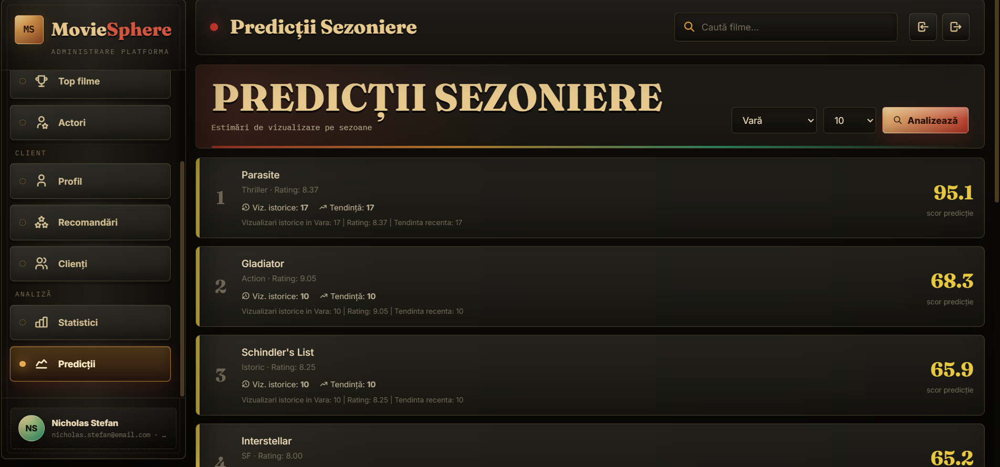 MS
MovieSphere
ADMINISTRARE PLATFORMA
Top filme
Actori
CLIENT
Profil
Recomandări
Clienți
ANALIZĂ
Statistici
Predicții
NS
Nicholas Stefan
nicholas.stefan@email.com · …
Predicții Sezoniere
Caută filme...
PREDICȚII SEZONIERE
Estimări de vizualizare pe sezoane
Vară
10
Analizează
1
Parasite
Thriller · Rating: 8.37
Viz. istorice: 17 Tendință: 17
Vizualizari istorice in Vara: 17 | Rating: 8.37 | Tendinta recenta: 17
95.1
scor predicție
2
Gladiator
Action · Rating: 9.05
Viz. istorice: 10 Tendință: 10
Vizualizari istorice in Vara: 10 | Rating: 9.05 | Tendinta recenta: 10
68.3
scor predicție
3
Schindler's List
Istoric · Rating: 8.25
Viz. istorice: 10 Tendință: 10
Vizualizari istorice in Vara: 10 | Rating: 8.25 | Tendinta recenta: 10
65.9
scor predicție
4
Interstellar
SF · Rating: 8.00
65.2